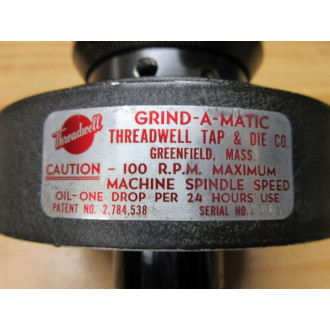 GRIND-A-MATIC
Threadwell
THREADWELL TAP & DIE CO.
GREENFIELD, MASS.
CAUTION - 100 R.P.M. MAXIMUM
MACHINE SPINDLE SPEED
OIL-ONE DROP PER 24 HOURS USE
PATENT NO. 2,784,538 SERIAL NO.